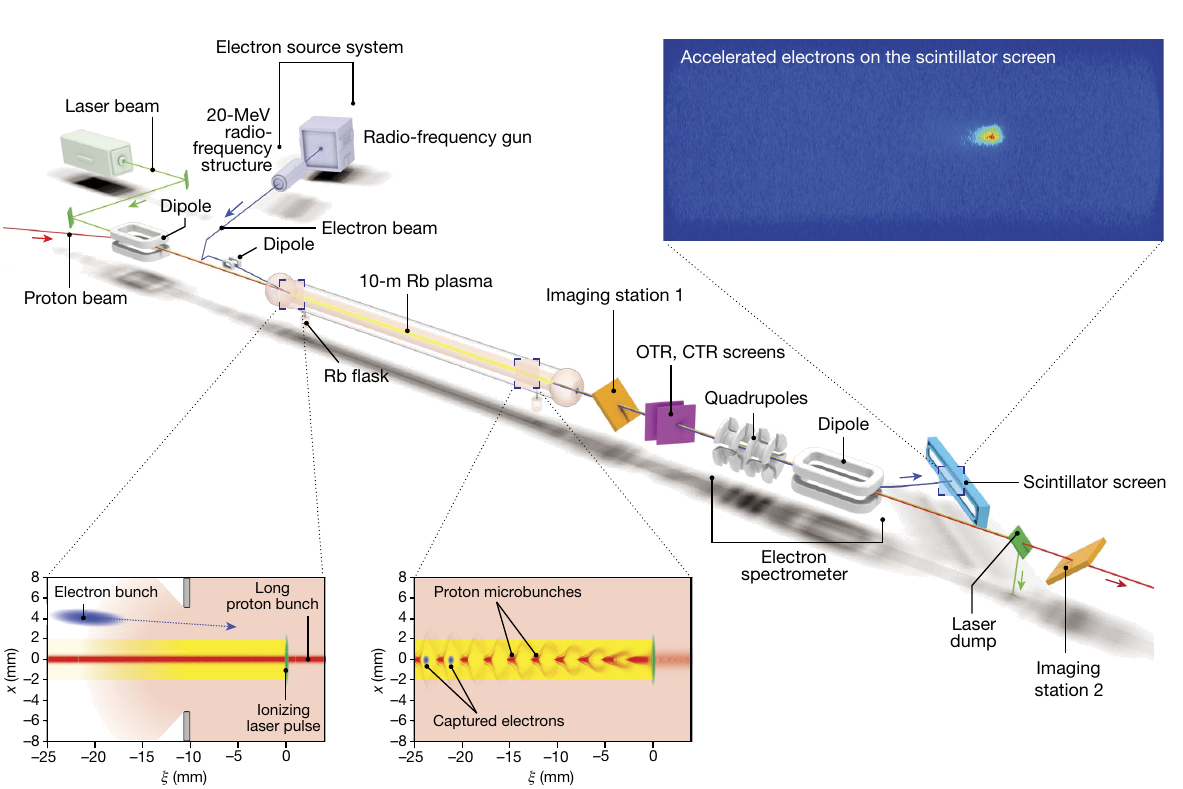 Electron source system
Accelerated electrons on the scintillator screen
Laser beam
20-MeV
radio-
frequency
structure
Radio-frequency gun
Dipole
Electron beam
Dipole
Proton beam
10-m Rb plasma
Imaging station 1
Rb flask
OTR, CTR screens
Quadrupoles
Dipole
Scintillator screen
Electron
spectrometer
Laser
dump
Imaging
station 2
8
6
4
2
0
–2
–4
–6
–8
x (mm)
Electron bunch
Long
proton bunch
Ionizing
laser pulse
–25
–20
–15
–10
–5
0
ξ (mm)
8
6
4
2
0
–2
–4
–6
–8
x (mm)
Proton microbunches
Captured electrons
–25
–20
–15
–10
–5
0
ξ (mm)